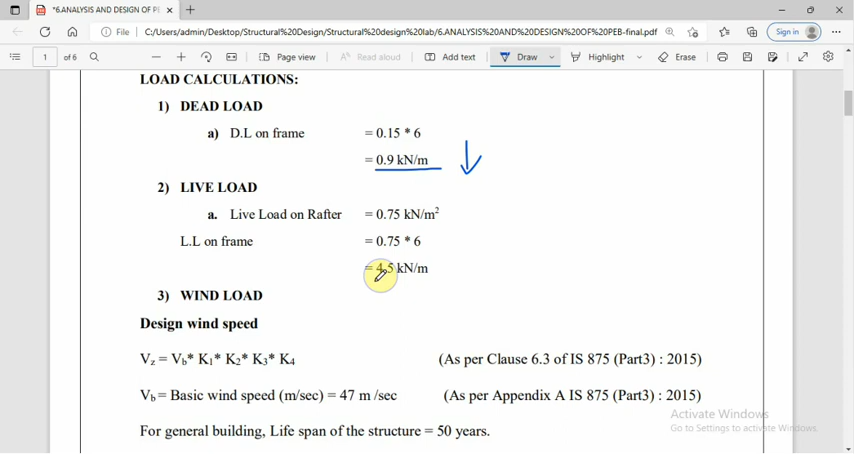 *6.ANALYSIS AND DESIGN OF PE
File
C:/Users/admin/Desktop/Structural%20Design/Structural%20design%20lab/6.ANALYSIS%20AND%20DESIGN%20OF%20PEB-final.pdf
Sign in
1 of 6
Page view
Read aloud
Add text
Draw
Highlight
Erase
LOAD CALCULATIONS:
1) DEAD LOAD
a) D.L on frame = 0.15 * 6
= 0.9 kN/m
2) LIVE LOAD
a. Live Load on Rafter = 0.75 kN/m²
L.L on frame = 0.75 * 6
= 4.5 kN/m
3) WIND LOAD
Design wind speed
V₂ = Vb* K₁* K₂* K₃* K₄ (As per Clause 6.3 of IS 875 (Part3) : 2015)
Vb = Basic wind speed (m/sec) = 47 m /sec (As per Appendix A IS 875 (Part3) : 2015)
For general building, Life span of the structure = 50 years.
Activate Windows
Go to Settings to activate Windows.